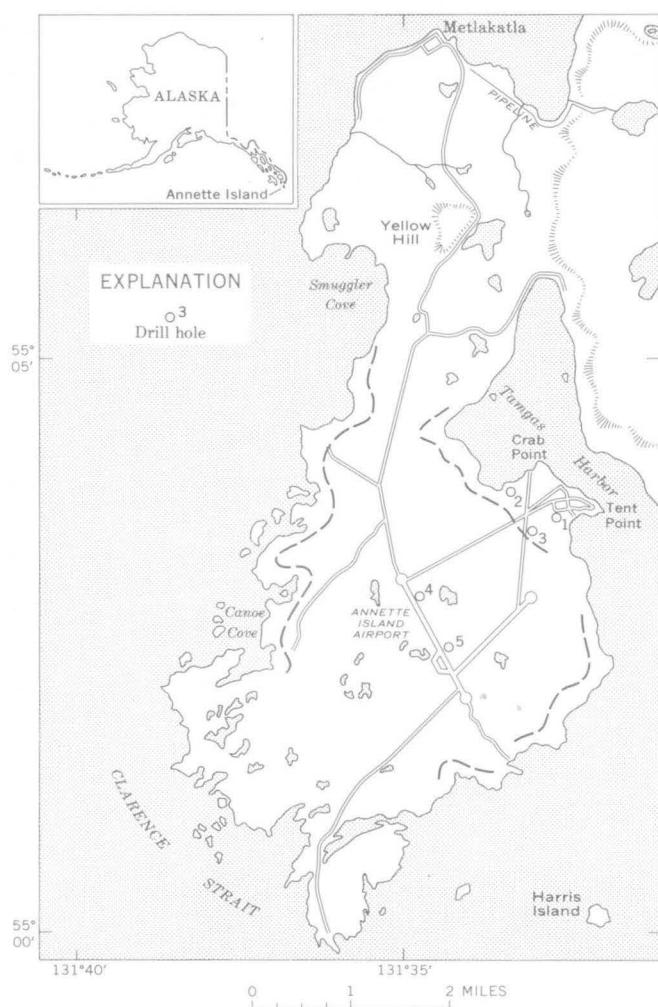 Metlakatla
ALASKA
PIPELINE
Annette Island
Yellow
Hill
EXPLANATION
3
Drill hole
Smuggler
Cove
55°
05'
Tamgas
Harbor
Crab
Point
2
Tent
Point
1
3
4
ANNETTE
ISLAND
AIRPORT
Canoe
Cove
5
CLARENCE
STRAIT
Harris
Island
55°
00'
131°40'
131°35'
0 1 2 MILES